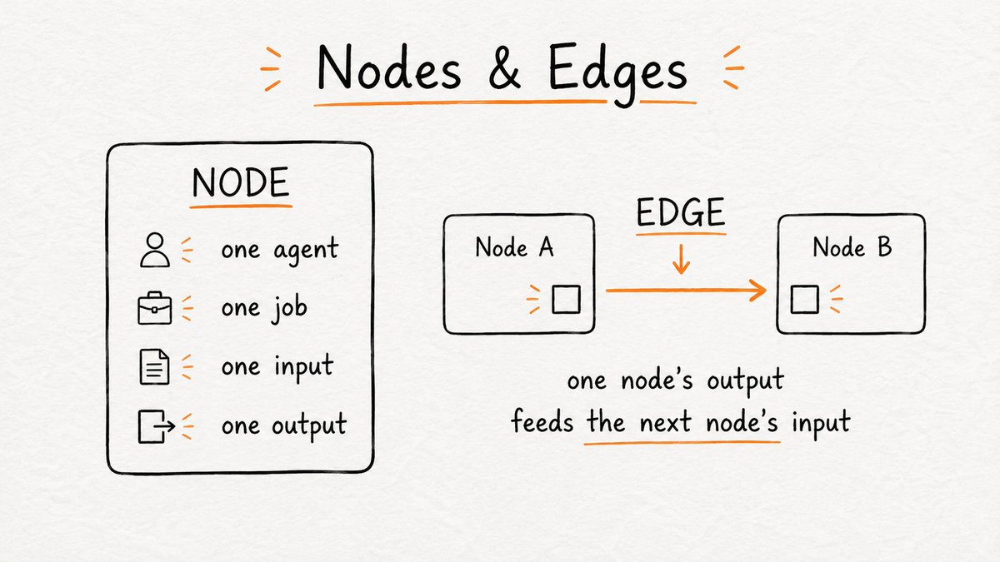 Nodes & Edges
NODE
one agent
one job
one input
one output
EDGE
Node A
Node B
one node's output
feeds the next node's input